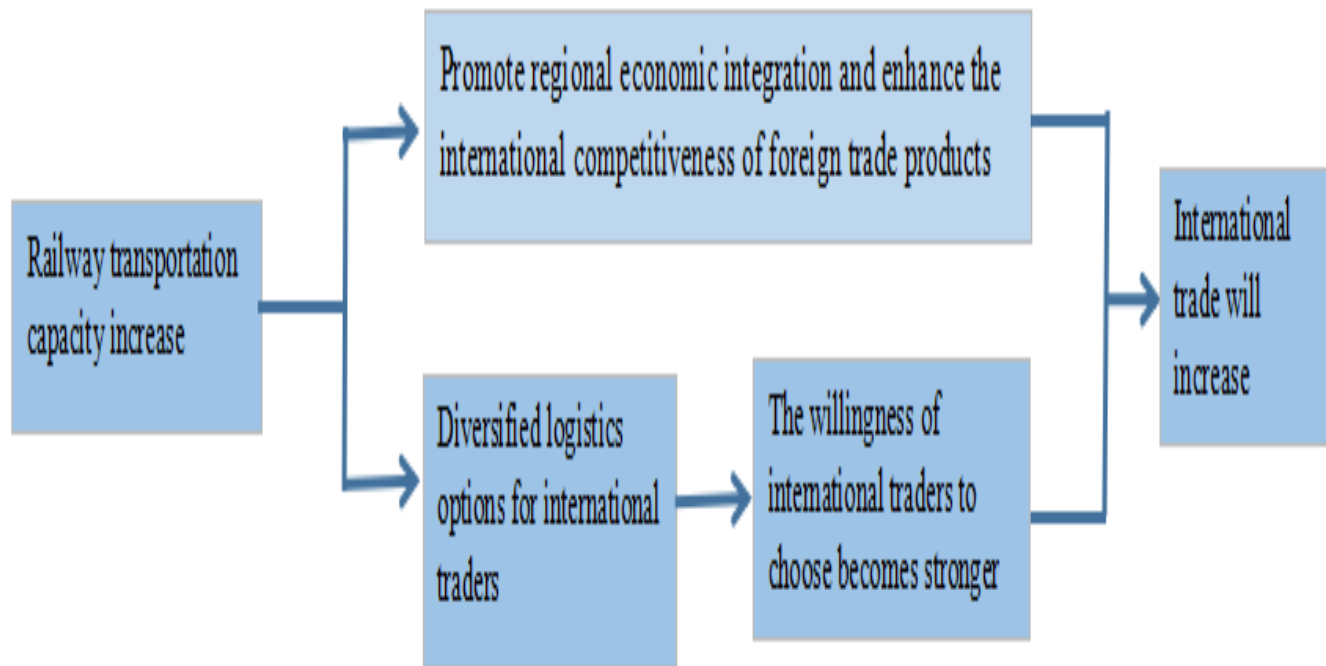 Promote regional economic integration and enhance the
international competitiveness of foreign trade products
Railway transportation
capacity increase
International
trade will
increase
Diversified logistics
options for international
traders
The willingness of
international traders to
choose becomes stronger